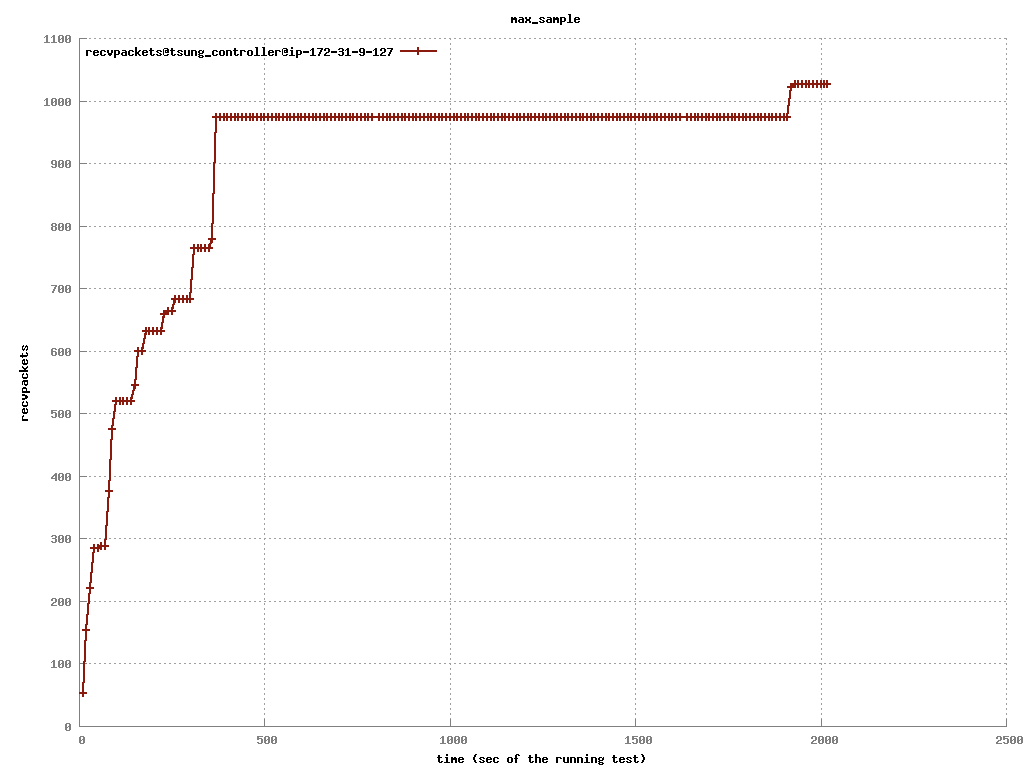 max_sample
recvpackets@tsung_controller@ip-172-31-9-127
1100
1000
900
800
700
600
500
400
300
200
100
0
recvpackets
0 500 1000 1500 2000 2500
time (sec of the running test)